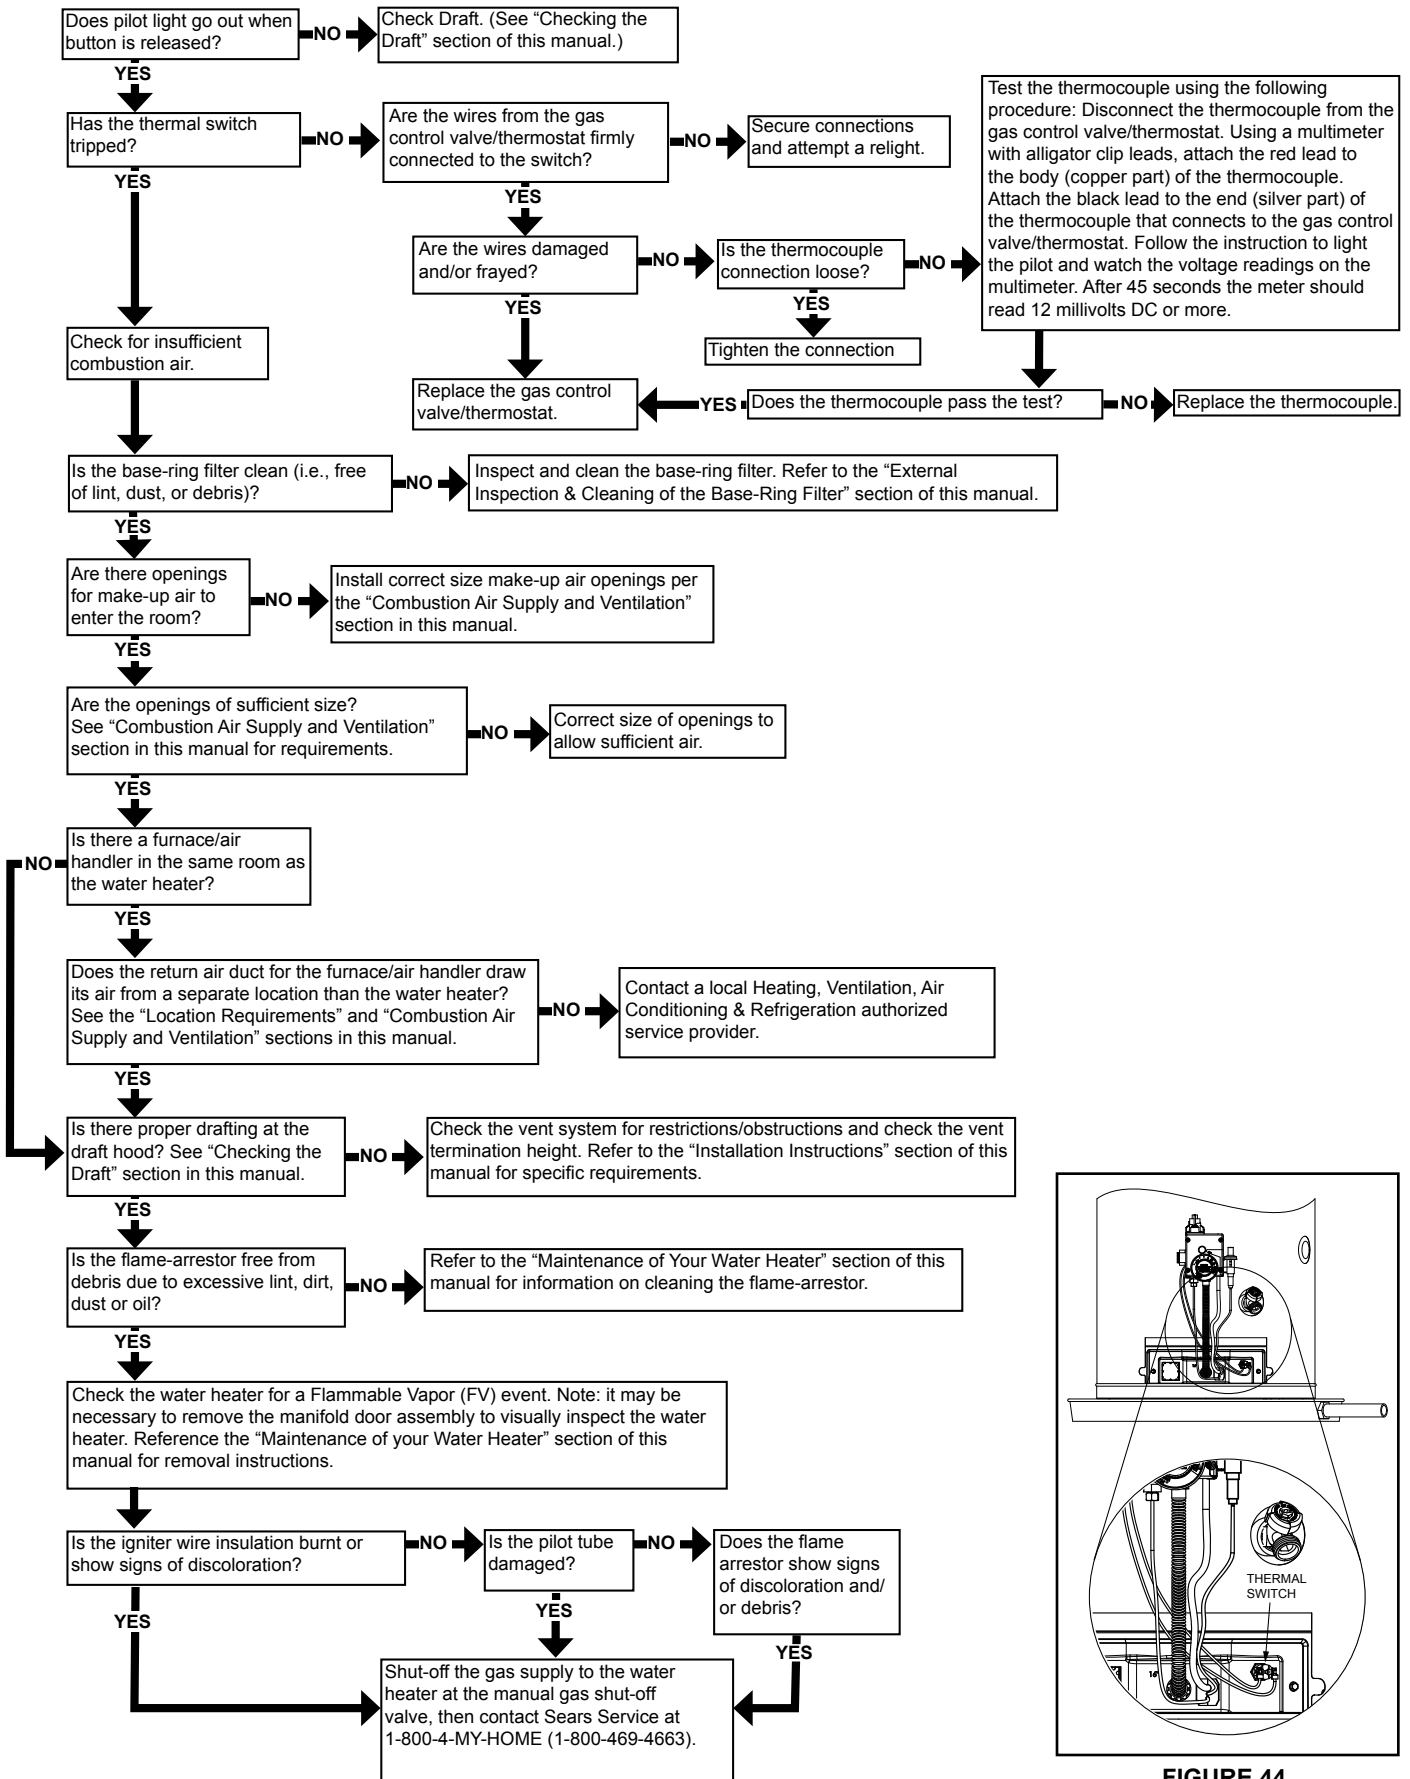 Does pilot light go out when
button is released?
NO
Check Draft. (See “Checking the
Draft” section of this manual.)
YES
Has the thermal switch
tripped?
NO
Are the wires from the gas
control valve/thermostat firmly
connected to the switch?
NO
Secure connections
and attempt a relight.
Test the thermocouple using the following
procedure: Disconnect the thermocouple from the
gas control valve/thermostat. Using a multimeter
with alligator clip leads, attach the red lead to
the body (copper part) of the thermocouple.
Attach the black lead to the end (silver part) of
the thermocouple that connects to the gas control
valve/thermostat. Follow the instruction to light
the pilot and watch the voltage readings on the
multimeter. After 45 seconds the meter should
read 12 millivolts DC or more.
YES
YES
Are the wires damaged
and/or frayed?
NO
Is the thermocouple
connection loose?
NO
YES
YES
Tighten the connection
Check for insufficient
combustion air.
Replace the gas control
valve/thermostat.
YES
Does the thermocouple pass the test?
NO
Replace the thermocouple.
Is the base-ring filter clean (i.e., free
of lint, dust, or debris)?
NO
Inspect and clean the base-ring filter. Refer to the “External
Inspection & Cleaning of the Base-Ring Filter” section of this manual.
YES
Are there openings
for make-up air to
enter the room?
NO
Install correct size make-up air openings per
the “Combustion Air Supply and Ventilation”
section in this manual.
YES
Are the openings of sufficient size?
See “Combustion Air Supply and Ventilation”
section in this manual for requirements.
NO
Correct size of openings to
allow sufficient air.
YES
Is there a furnace/air
handler in the same room as
the water heater?
NO
YES
Does the return air duct for the furnace/air handler draw
its air from a separate location than the water heater?
See the “Location Requirements” and “Combustion Air
Supply and Ventilation” sections in this manual.
NO
Contact a local Heating, Ventilation, Air
Conditioning & Refrigeration authorized
service provider.
YES
Is there proper drafting at the
draft hood? See “Checking the
Draft” section in this manual.
NO
Check the vent system for restrictions/obstructions and check the vent
termination height. Refer to the “Installation Instructions” section of this
manual for specific requirements.
YES
Is the flame-arrestor free from
debris due to excessive lint, dirt,
dust or oil?
NO
Refer to the “Maintenance of Your Water Heater” section of this
manual for information on cleaning the flame-arrestor.
YES
Check the water heater for a Flammable Vapor (FV) event. Note: it may be
necessary to remove the manifold door assembly to visually inspect the water
heater. Reference the “Maintenance of your Water Heater” section of this
manual for removal instructions.
Is the igniter wire insulation burnt or
show signs of discoloration?
NO
Is the pilot tube
damaged?
NO
Does the flame
arrestor show signs
of discoloration and/
or debris?
YES
YES
YES
Shut-off the gas supply to the water
heater at the manual gas shut-off
valve, then contact Sears Service at
1-800-4-MY-HOME (1-800-469-4663).
THERMAL
SWITCH
16
FIGURE 44